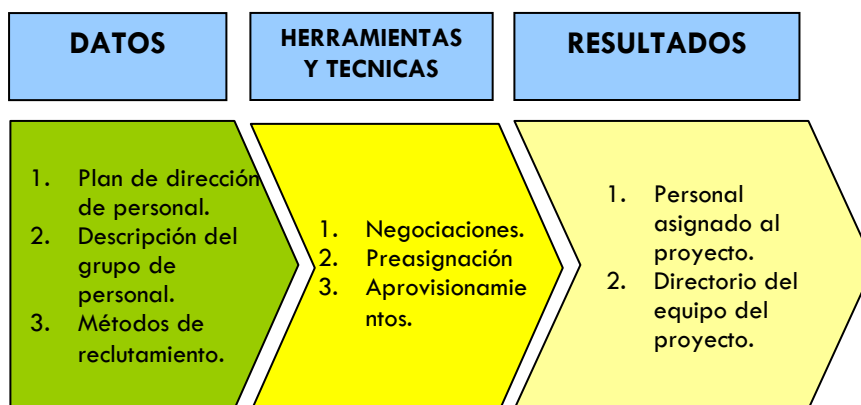 DATOS
HERRAMIENTAS
Y TECNICAS
RESULTADOS
1. Plan de dirección
de personal.
2. Descripción del
grupo de
personal.
3. Métodos de
reclutamiento.
1. Negociaciones.
2. Preasignación
3. Aprovisionamie
ntos.
1. Personal
asignado al
proyecto.
2. Directorio del
equipo del
proyecto.